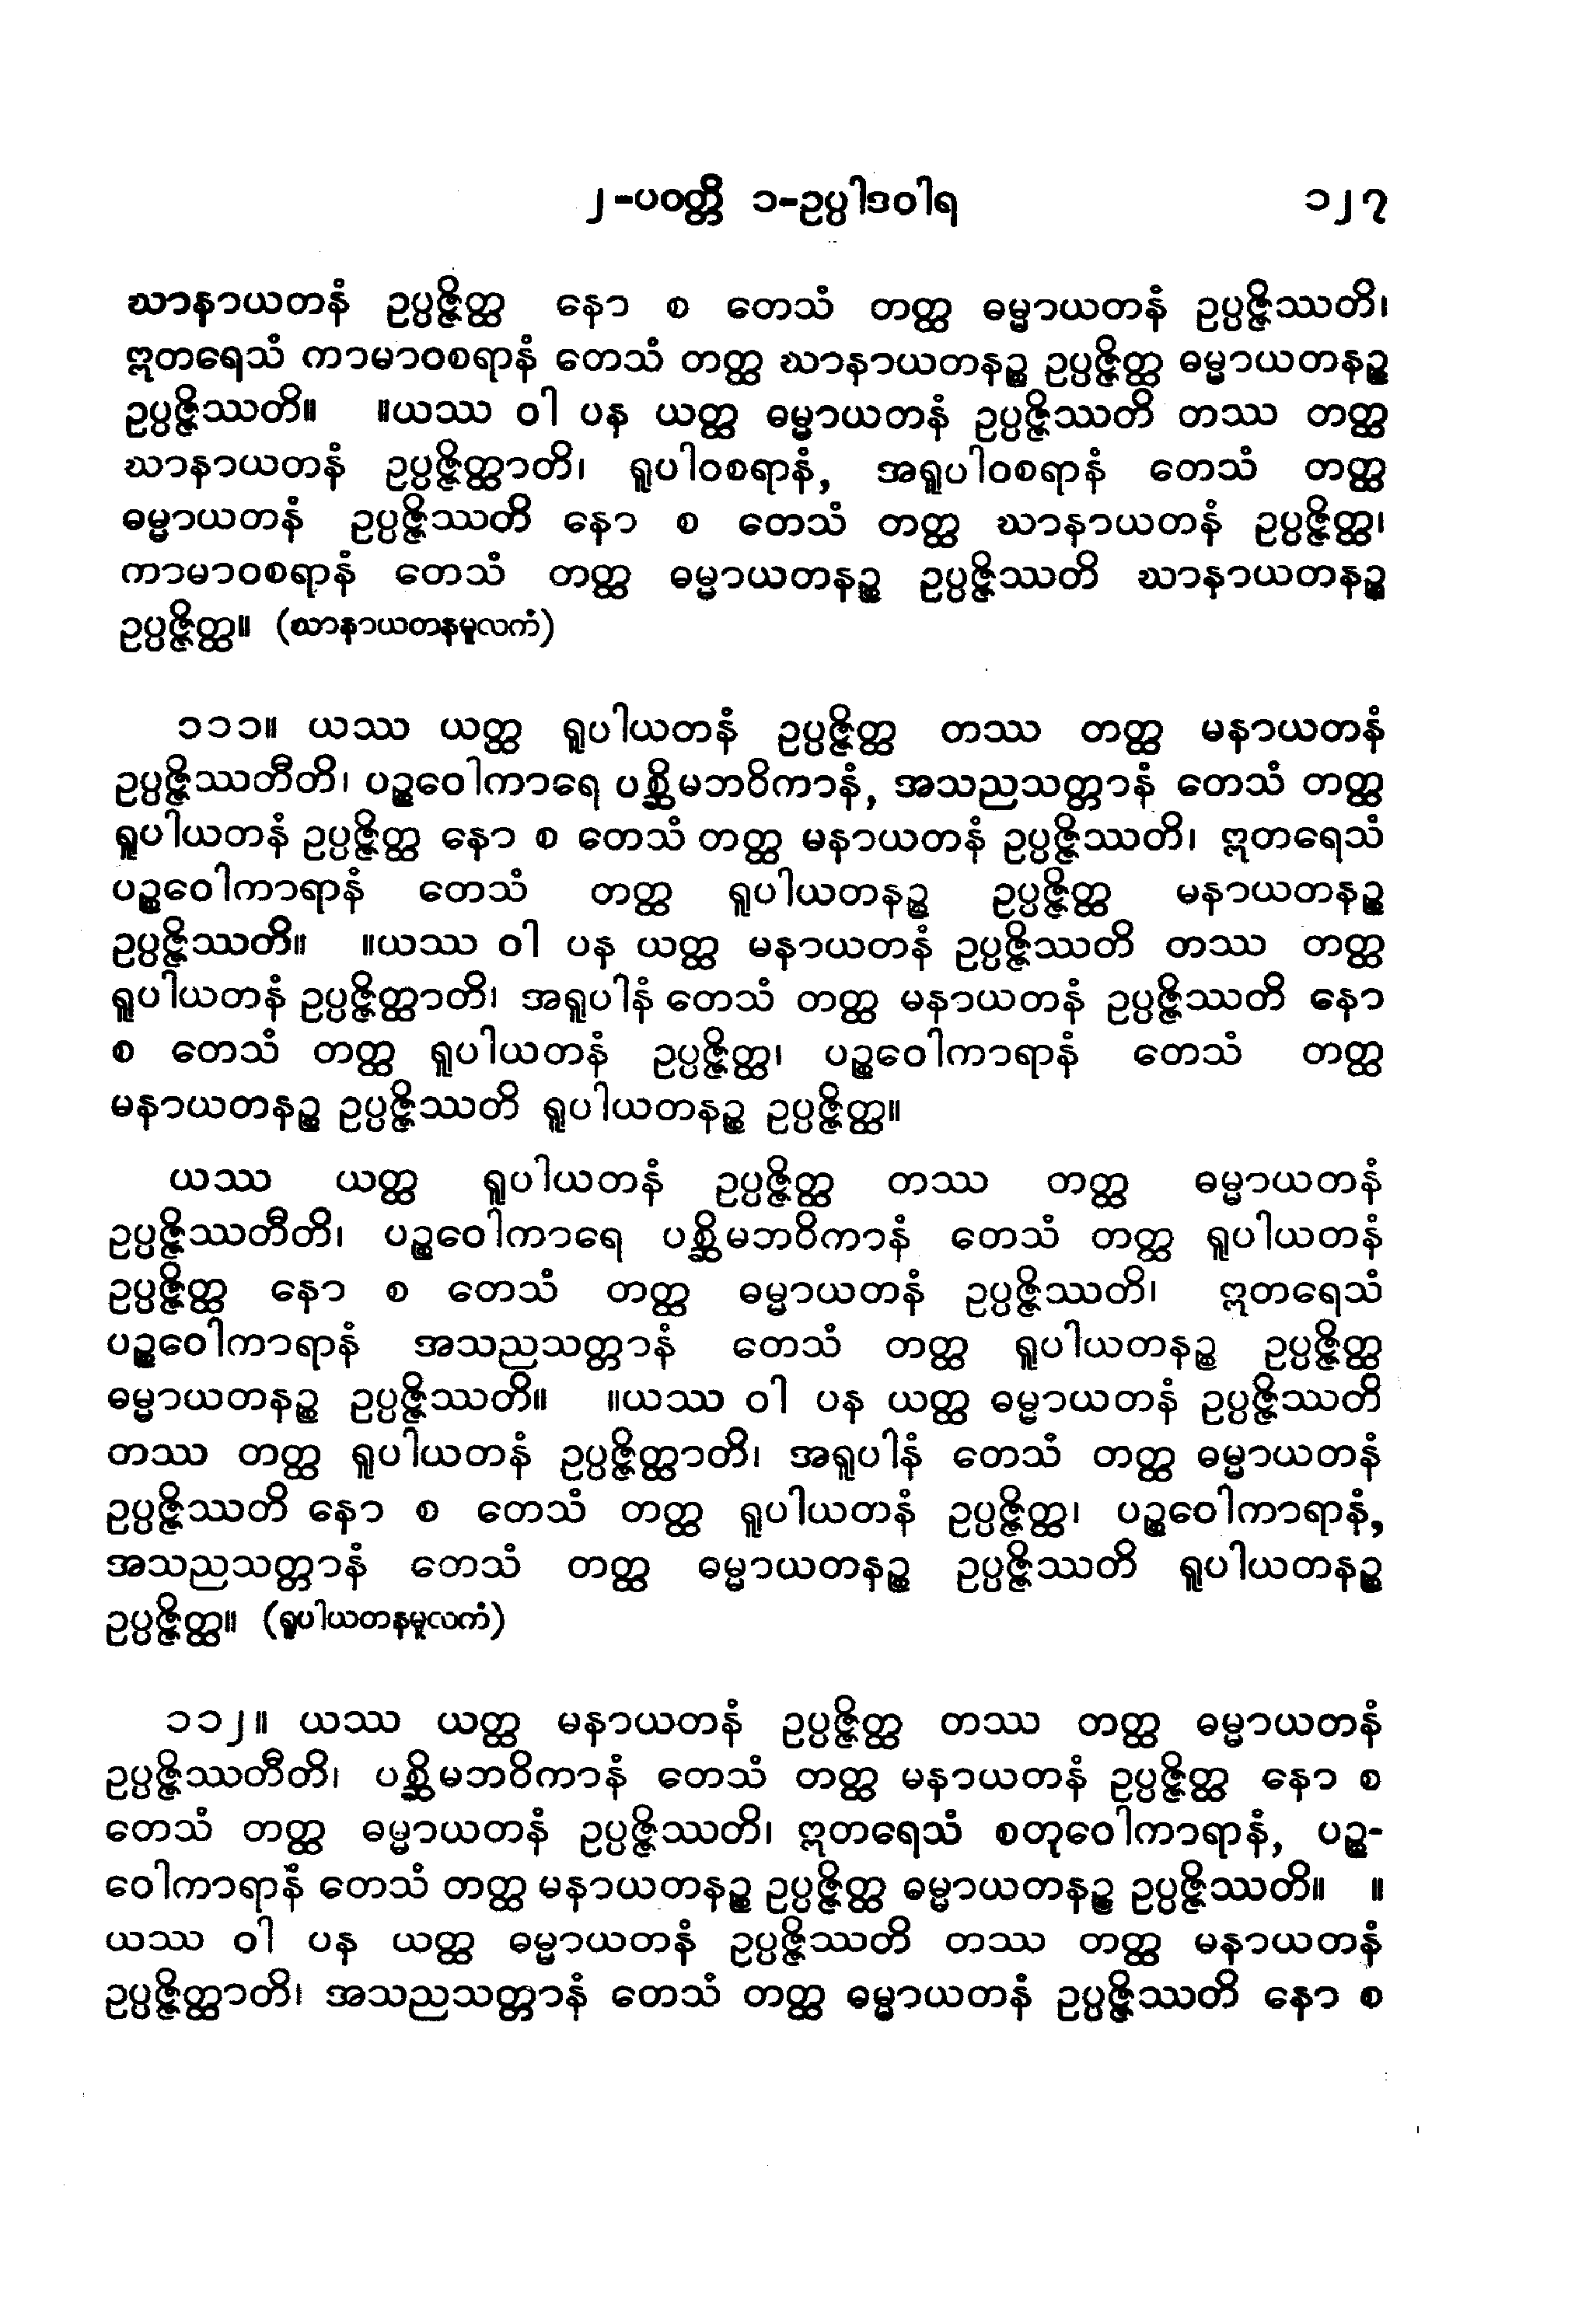 ၂-ပဝတ္တိ ၁-ဥပ္ပါဒဝါရ ၁၂၇
ဃာနာယတနံ ဥပ္ပဇ္ဇိတ္ထ နော စ တေသံ တတ္ထ ဓမ္မာယတနံ ဥပ္ပဇ္ဇိဿတိ၊
ဣတရေသံ ကာမာဝစရာနံ တေသံ တတ္ထ ဃာနာယတနဉ္စ ဥပ္ပဇ္ဇိတ္ထ ဓမ္မာယတနဉ္စ
ဥပ္ပဇ္ဇိဿတိ။ ။ယဿ ဝါ ပန ယတ္ထ ဓမ္မာယတနံ ဥပ္ပဇ္ဇိဿတိ တဿ တတ္ထ
ဃာနာယတနံ ဥပ္ပဇ္ဇိတ္ထာတိ၊ ရူပါဝစရာနံ, အရူပါဝစရာနံ တေသံ တတ္ထ
ဓမ္မာယတနံ ဥပ္ပဇ္ဇိဿတိ နော စ တေသံ တတ္ထ ဃာနာယတနံ ဥပ္ပဇ္ဇိတ္ထ၊
ကာမာဝစရာနံ တေသံ တတ္ထ ဓမ္မာယတနဉ္စ ဥပ္ပဇ္ဇိဿတိ ဃာနာယတနဉ္စ
ဥပ္ပဇ္ဇိတ္ထ။ (ဃာနာယတနမူလကံ)
၁၁၁။ ယဿ ယတ္ထ ရူပါယတနံ ဥပ္ပဇ္ဇိတ္ထ တဿ တတ္ထ မနာယတနံ
ဥပ္ပဇ္ဇိဿတီတိ၊ ပဉ္စဝေါကာရေ ပစ္ဆိမဘဝိကာနံ, အသညသတ္တာနံ တေသံ တတ္ထ
ရူပါယတနံ ဥပ္ပဇ္ဇိတ္ထ နော စ တေသံ တတ္ထ မနာယတနံ ဥပ္ပဇ္ဇိဿတိ၊ ဣတရေသံ
ပဉ္စဝေါကာရာနံ တေသံ တတ္ထ ရူပါယတနဉ္စ ဥပ္ပဇ္ဇိတ္ထ မနာယတနဉ္စ
ဥပ္ပဇ္ဇိဿတိ။ ။ယဿ ဝါ ပန ယတ္ထ မနာယတနံ ဥပ္ပဇ္ဇိဿတိ တဿ တတ္ထ
ရူပါယတနံ ဥပ္ပဇ္ဇိတ္ထာတိ၊ အရူပါနံ တေသံ တတ္ထ မနာယတနံ ဥပ္ပဇ္ဇိဿတိ နော
စ တေသံ တတ္ထ ရူပါယတနံ ဥပ္ပဇ္ဇိတ္ထ၊ ပဉ္စဝေါကာရာနံ တေသံ တတ္ထ
မနာယတနဉ္စ ဥပ္ပဇ္ဇိဿတိ ရူပါယတနဉ္စ ဥပ္ပဇ္ဇိတ္ထ။
ယဿ ယတ္ထ ရူပါယတနံ ဥပ္ပဇ္ဇိတ္ထ တဿ တတ္ထ ဓမ္မာယတနံ
ဥပ္ပဇ္ဇိဿတီတိ၊ ပဉ္စဝေါကာရေ ပစ္ဆိမဘဝိကာနံ တေသံ တတ္ထ ရူပါယတနံ
ဥပ္ပဇ္ဇိတ္ထ နော စ တေသံ တတ္ထ ဓမ္မာယတနံ ဥပ္ပဇ္ဇိဿတိ၊ ဣတရေသံ
ပဉ္စဝေါကာရာနံ အသညသတ္တာနံ တေသံ တတ္ထ ရူပါယတနဉ္စ ဥပ္ပဇ္ဇိတ္ထ
ဓမ္မာယတနဉ္စ ဥပ္ပဇ္ဇိဿတိ။ ။ယဿ ဝါ ပန ယတ္ထ ဓမ္မာယတနံ ဥပ္ပဇ္ဇိဿတိ
တဿ တတ္ထ ရူပါယတနံ ဥပ္ပဇ္ဇိတ္ထာတိ၊ အရူပါနံ တေသံ တတ္ထ ဓမ္မာယတနံ
ဥပ္ပဇ္ဇိဿတိ နော စ တေသံ တတ္ထ ရူပါယတနံ ဥပ္ပဇ္ဇိတ္ထ၊ ပဉ္စဝေါကာရာနံ,
အသညသတ္တာနံ တေသံ တတ္ထ ဓမ္မာယတနဉ္စ ဥပ္ပဇ္ဇိဿတိ ရူပါယတနဉ္စ
ဥပ္ပဇ္ဇိတ္ထ။ (ရူပါယတနမူလကံ)
၁၁၂။ ယဿ ယတ္ထ မနာယတနံ ဥပ္ပဇ္ဇိတ္ထ တဿ တတ္ထ ဓမ္မာယတနံ
ဥပ္ပဇ္ဇိဿတီတိ၊ ပစ္ဆိမဘဝိကာနံ တေသံ တတ္ထ မနာယတနံ ဥပ္ပဇ္ဇိတ္ထ နော စ
တေသံ တတ္ထ ဓမ္မာယတနံ ဥပ္ပဇ္ဇိဿတိ၊ ဣတရေသံ စတုဝေါကာရာနံ, ပဉ္စ-
ဝေါကာရာနံ တေသံ တတ္ထ မနာယတနဉ္စ ဥပ္ပဇ္ဇိတ္ထ ဓမ္မာယတနဉ္စ ဥပ္ပဇ္ဇိဿတိ။ ။
ယဿ ဝါ ပန ယတ္ထ ဓမ္မာယတနံ ဥပ္ပဇ္ဇိဿတိ တဿ တတ္ထ မနာယတနံ
ဥပ္ပဇ္ဇိတ္ထာတိ၊ အသညသတ္တာနံ တေသံ တတ္ထ ဓမ္မာယတနံ ဥပ္ပဇ္ဇိဿတိ နော စ